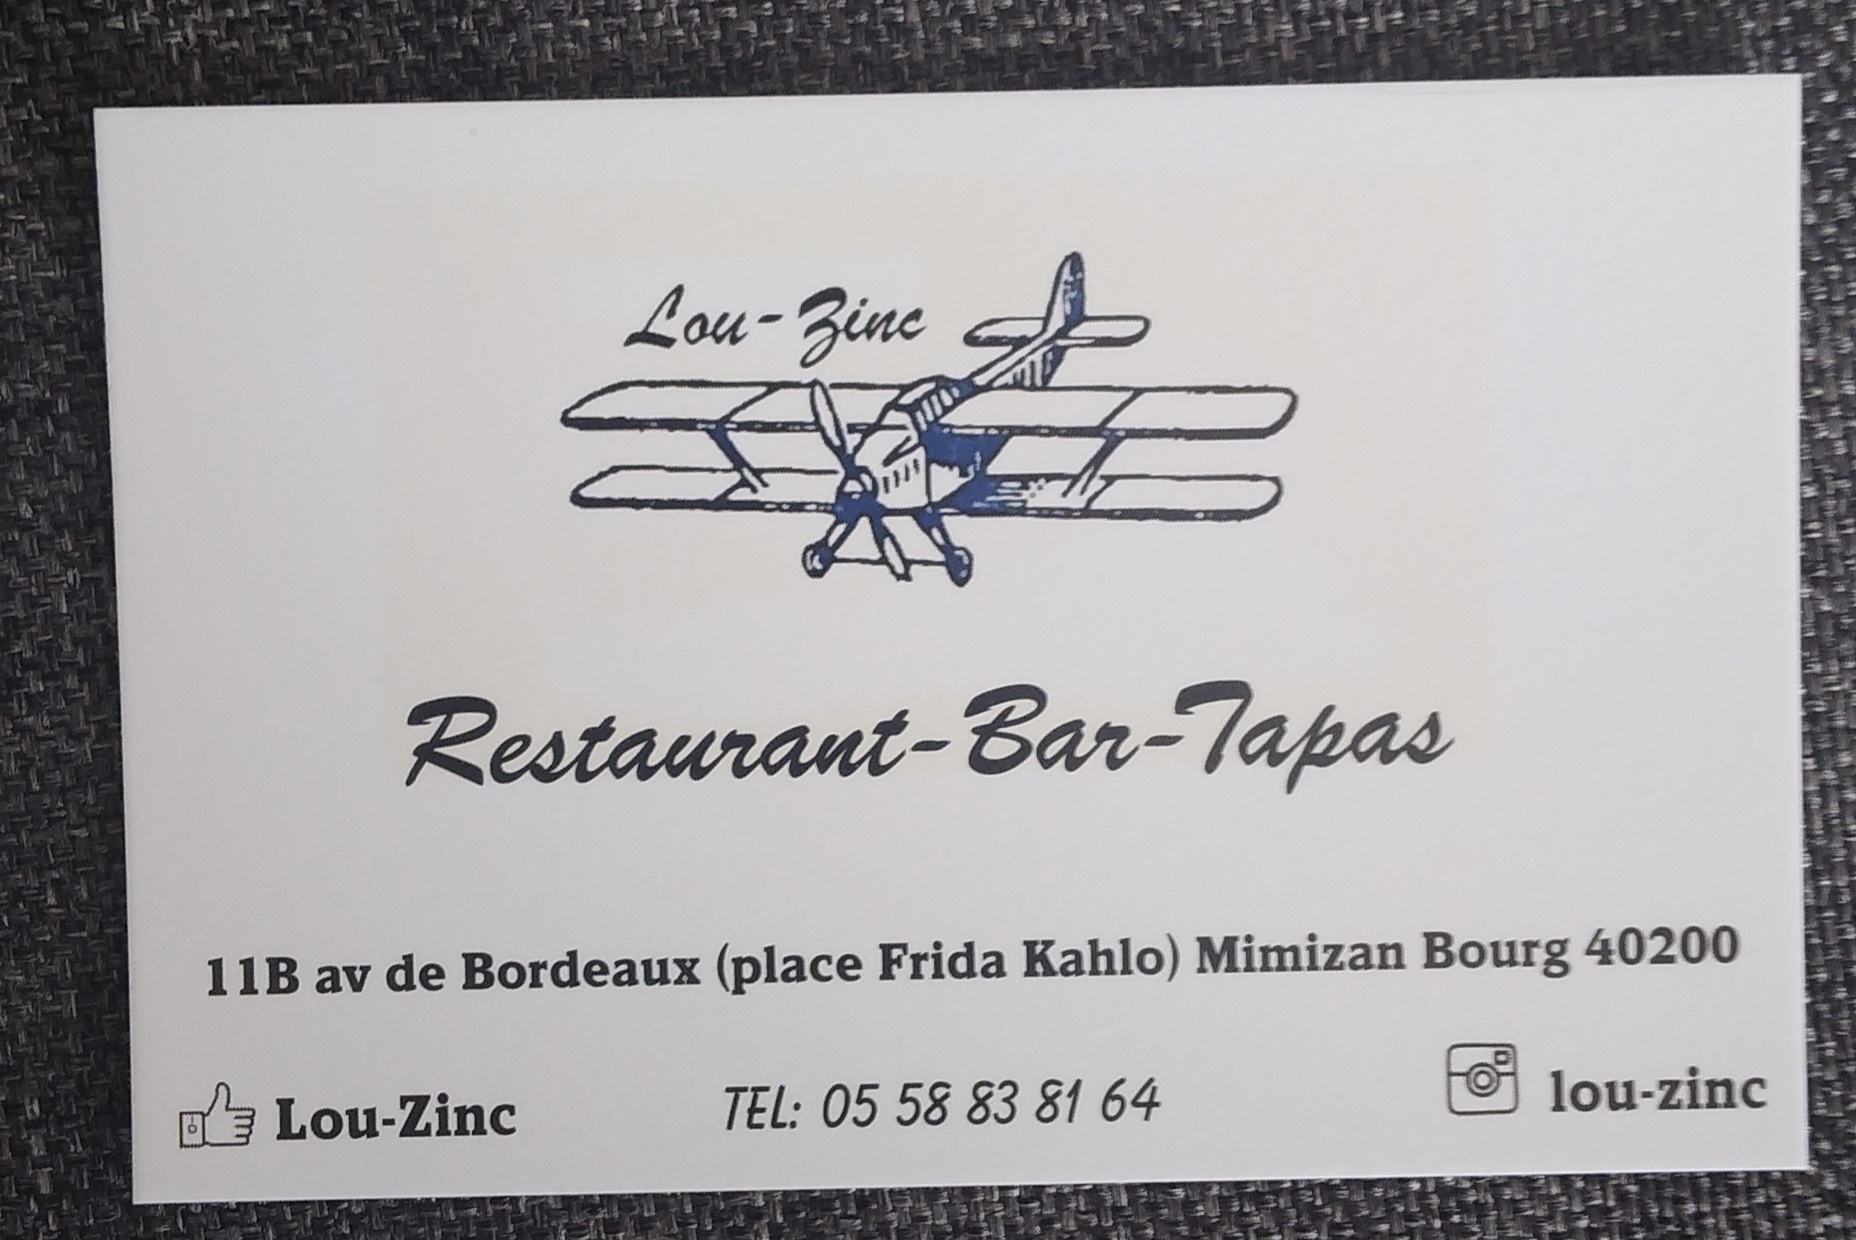 Lou-Zinc
Restaurant-Bar-Tapas
11B av de Bordeaux (place Frida Kahlo) Mimizan Bourg 40200
Lou-Zinc
TEL: 05 58 83 81 64
lou-zinc